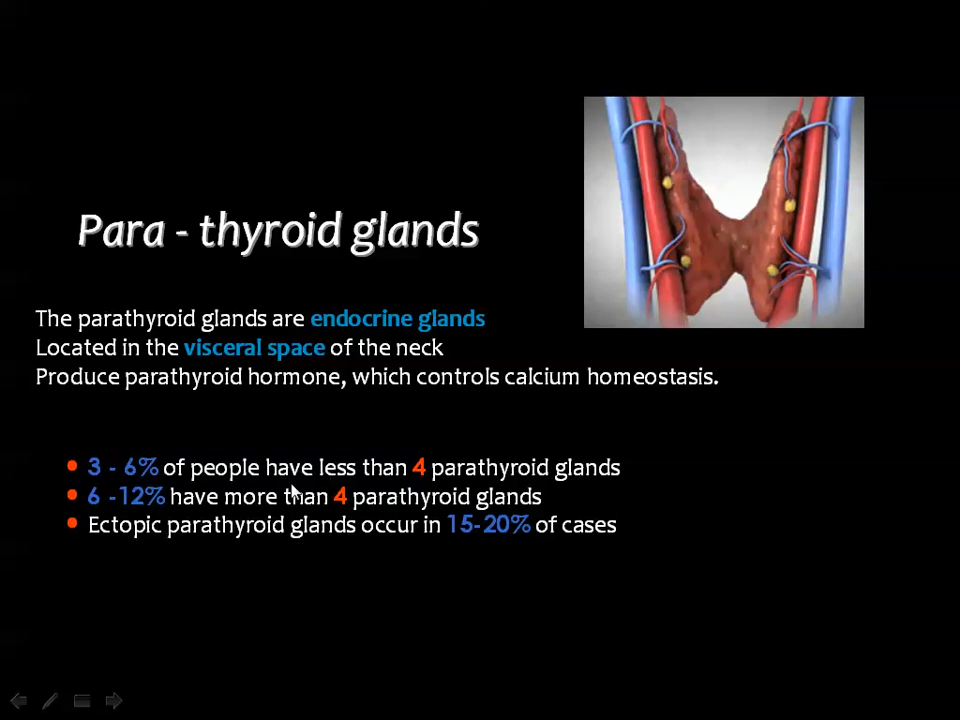 Para - thyroid glands
The parathyroid glands are endocrine glands
Located in the visceral space of the neck
Produce parathyroid hormone, which controls calcium homeostasis.
• 3 - 6% of people have less than 4 parathyroid glands
• 6 -12% have more than 4 parathyroid glands
• Ectopic parathyroid glands occur in 15-20% of cases